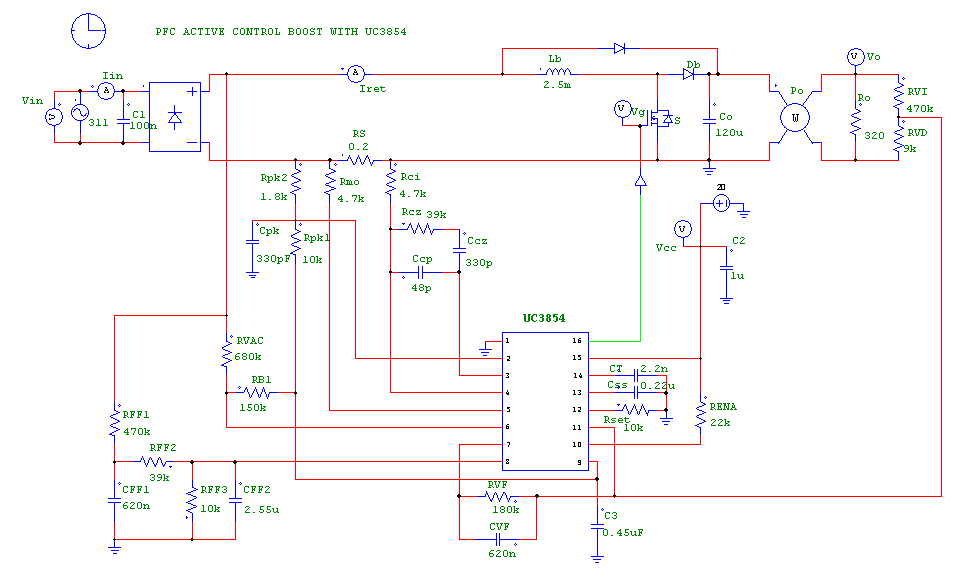 PFC ACTIVE CONTROL BOOST WITH UC3854
Vin
V
311
Iin
A
C1
100n
+
−
A
Iret
Lb
2.5m
Db
Vg
V
S
Co
120u
Po
W
V
Vo
Ro
320
RVI
470k
RVD
9k
RS
0.2
Rpk2
1.8k
Rmo
4.7k
Rci
4.7k
Rcz
39k
Ccz
330p
Ccp
48p
Cpk
330pF
Rpk1
10k
20
V
Vcc
C2
1u
UC3854
1
2
3
4
5
6
7
8
16
15
14
13
12
11
10
9
RVAC
680k
RB1
150k
CT
2.2n
Css
0.22u
Rset
10k
RENA
22k
RFF1
470k
RFF2
39k
CFF1
620n
RFF3
10k
CFF2
2.55u
RVF
180k
CVF
620n
C3
0.45uF